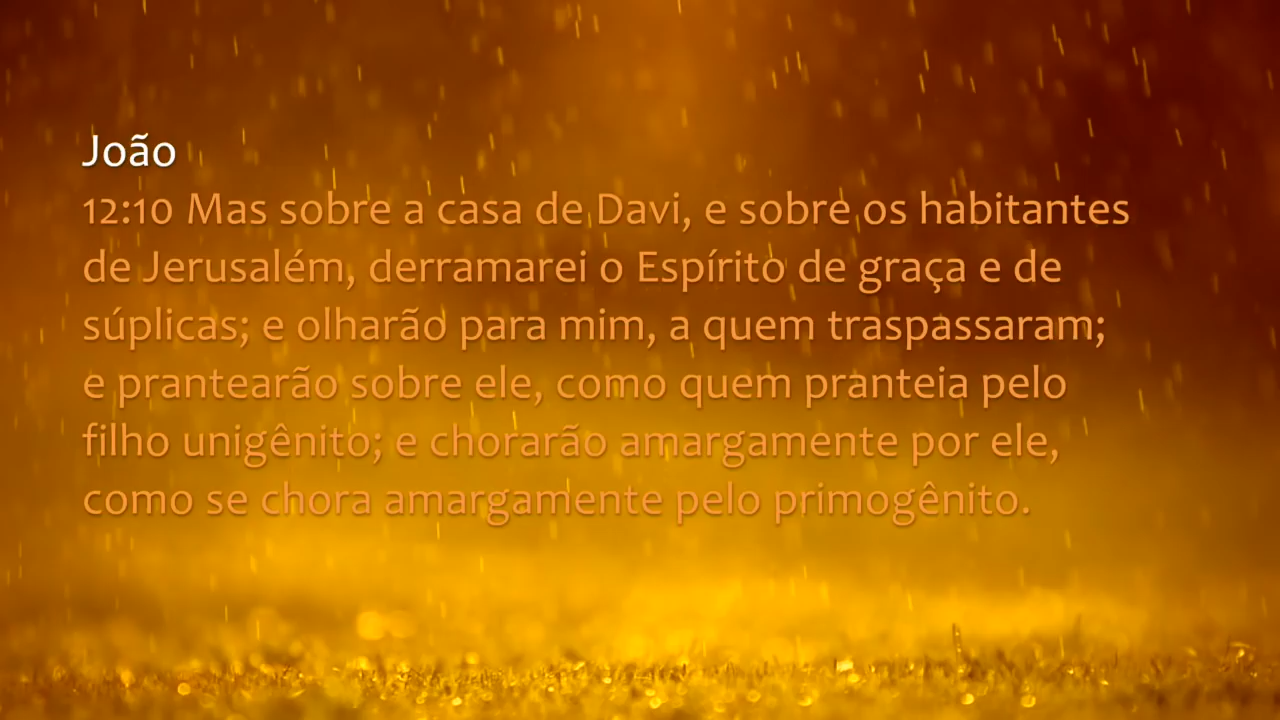 João
12:10 Mas sobre a casa de Davi, e sobre os habitantes
de Jerusalém, derramarei o Espírito de graça e de
súplicas; e olharão para mim, a quem traspassaram;
e prantearão sobre ele, como quem pranteia pelo
filho unigênito; e chorarão amargamente por ele,
como se chora amargamente pelo primogênito.